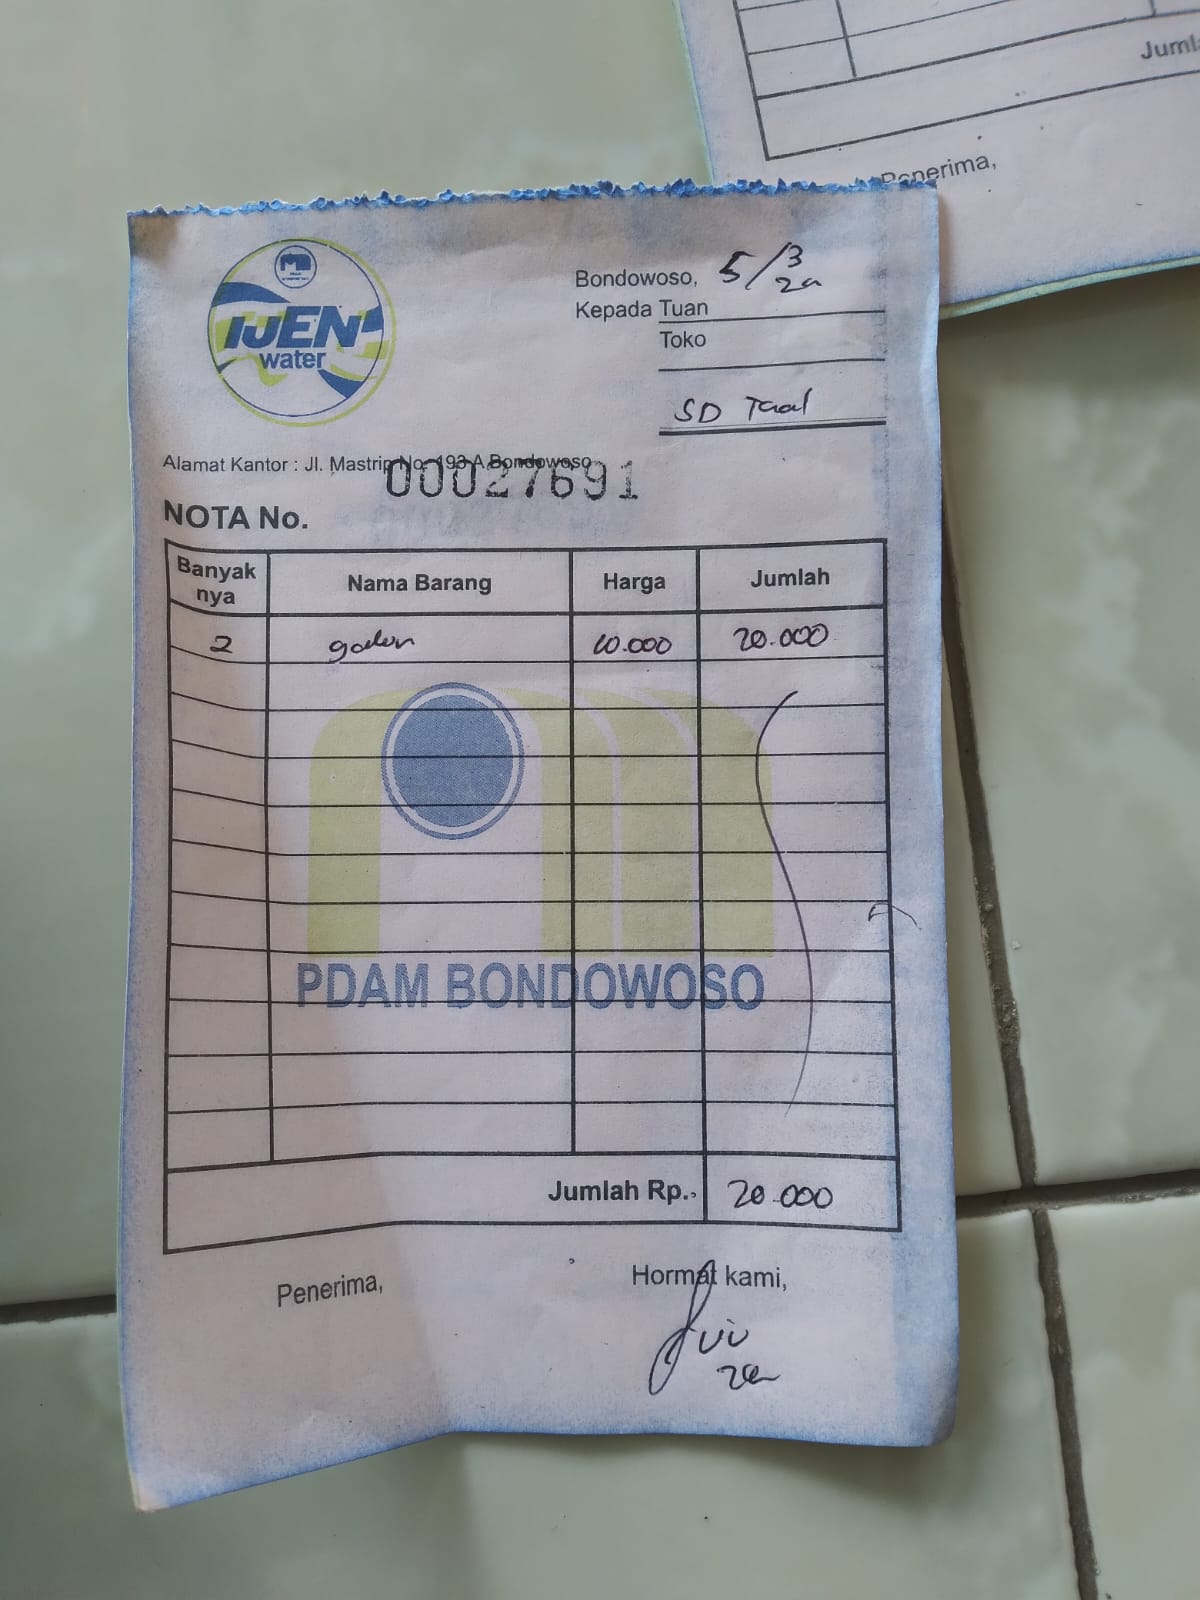 Jumla
Penerima,
IJEN
water
Bondowoso, 5/3
Kepada Tuan
Toko
SD Taal
Alamat Kantor : Jl. Mastrip No. 193 A Bondowoso
00027691
NOTA No.
Banyak nya Nama Barang Harga Jumlah
2 galon 10.000 20.000
PDAM BONDOWOSO
Jumlah Rp. 20.000
Penerima, Hormat kami,